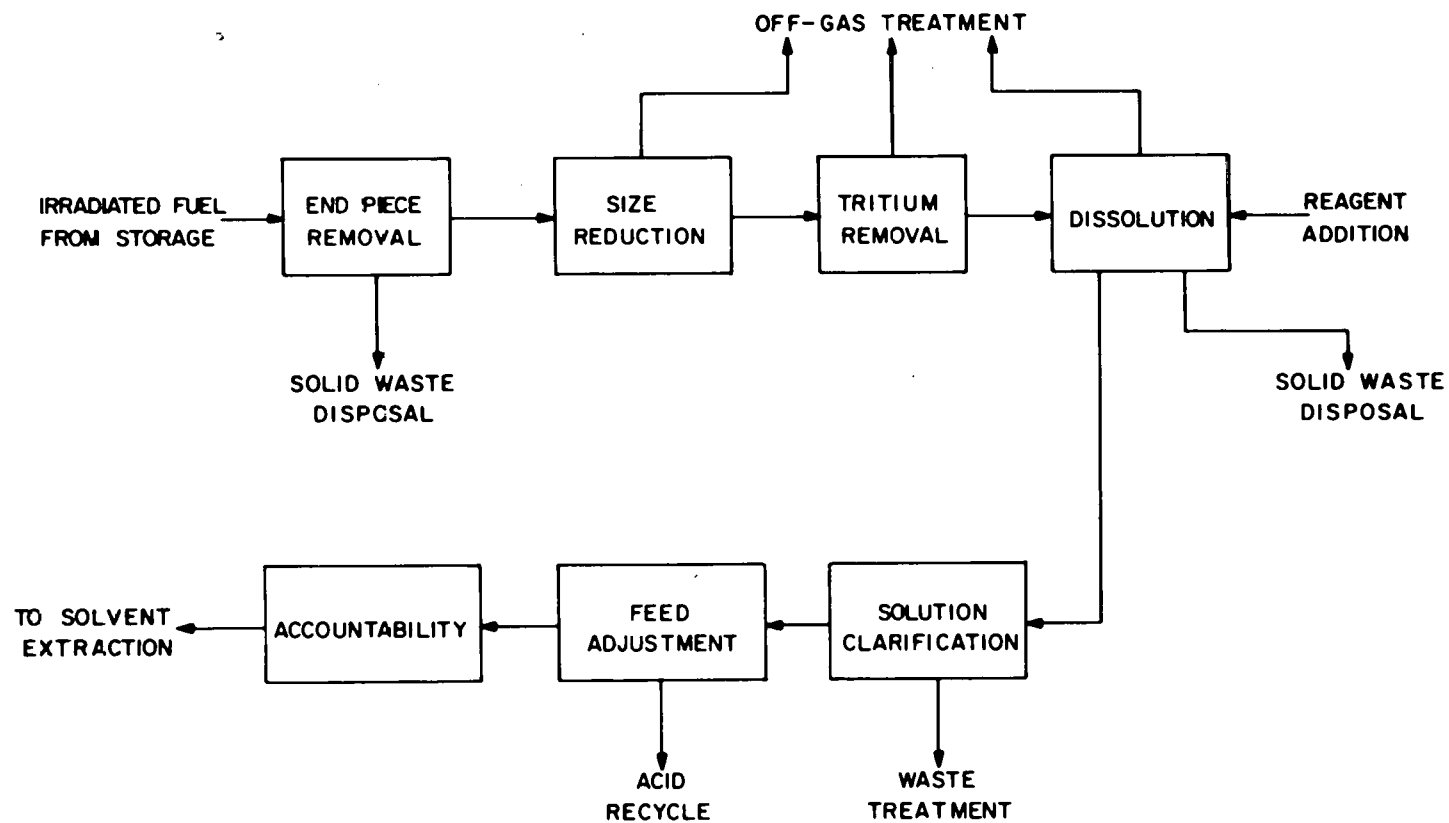 OFF-GAS TREATMENT
IRRADIATED FUEL
FROM STORAGE
END PIECE
REMOVAL
SIZE
REDUCTION
TRITIUM
REMOVAL
DISSOLUTION
REAGENT
ADDITION
SOLID WASTE
DISPOSAL
SOLID WASTE
DISPOSAL
TO SOLVENT
EXTRACTION
ACCOUNTABILITY
FEED
ADJUSTMENT
SOLUTION
CLARIFICATION
ACID
RECYCLE
WASTE
TREATMENT